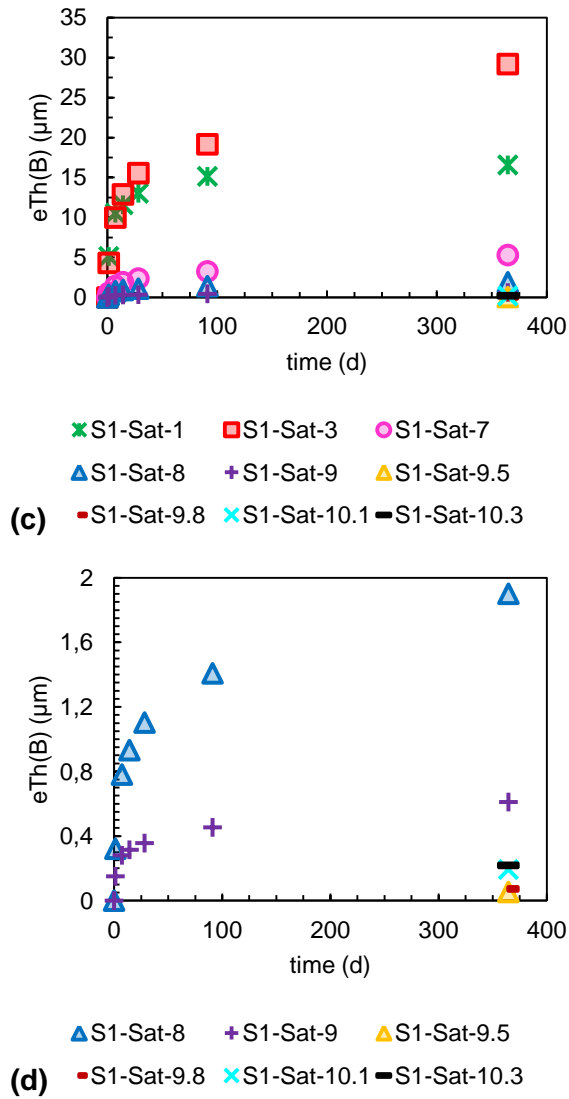 35
30
25
20
15
10
5
0
eTh(B) (µm)
0 100 200 300 400
time (d)
S1-Sat-1 S1-Sat-3 S1-Sat-7
S1-Sat-8 S1-Sat-9 S1-Sat-9.5
(c) S1-Sat-9.8 S1-Sat-10.1 S1-Sat-10.3
2
1,6
1,2
0,8
0,4
0
eTh(B) (µm)
0 100 200 300 400
time (d)
S1-Sat-8 S1-Sat-9 S1-Sat-9.5
(d) S1-Sat-9.8 S1-Sat-10.1 S1-Sat-10.3